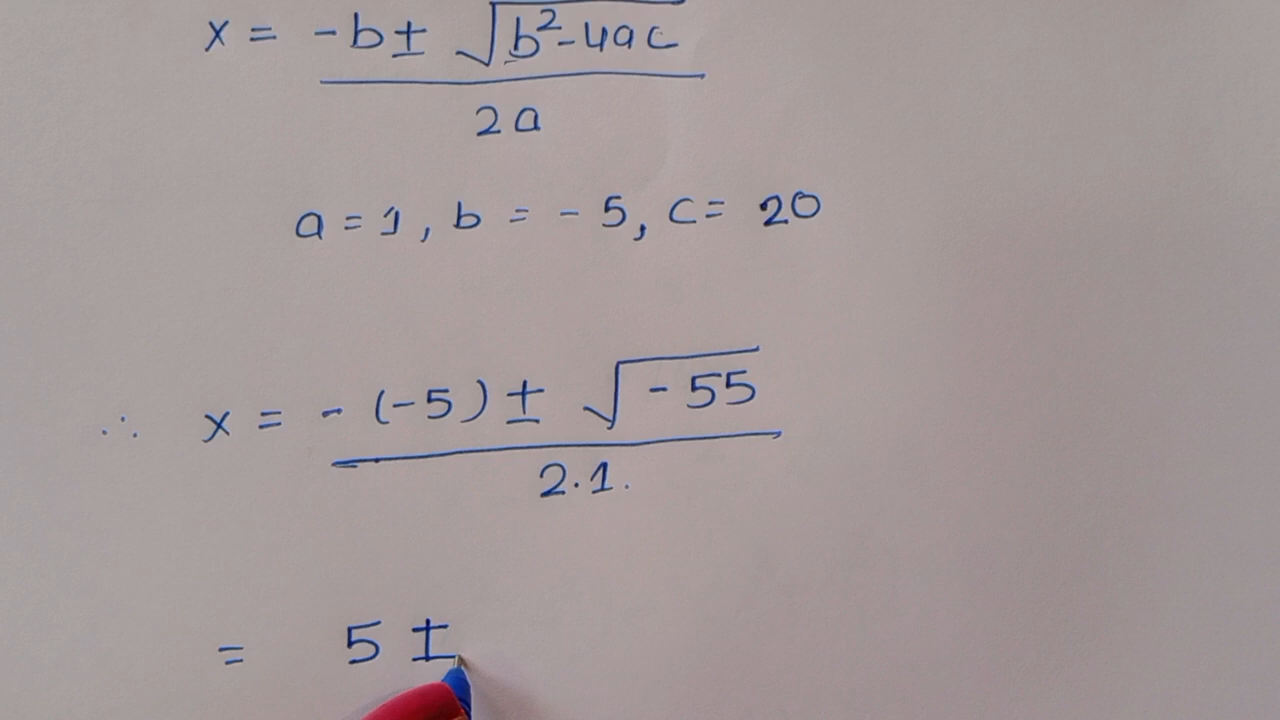 x = -b ± √b²-4ac
2a
a = 1, b = -5, c = 20
∴ x = -(-5) ± √-55
2.1.
= 5 ±